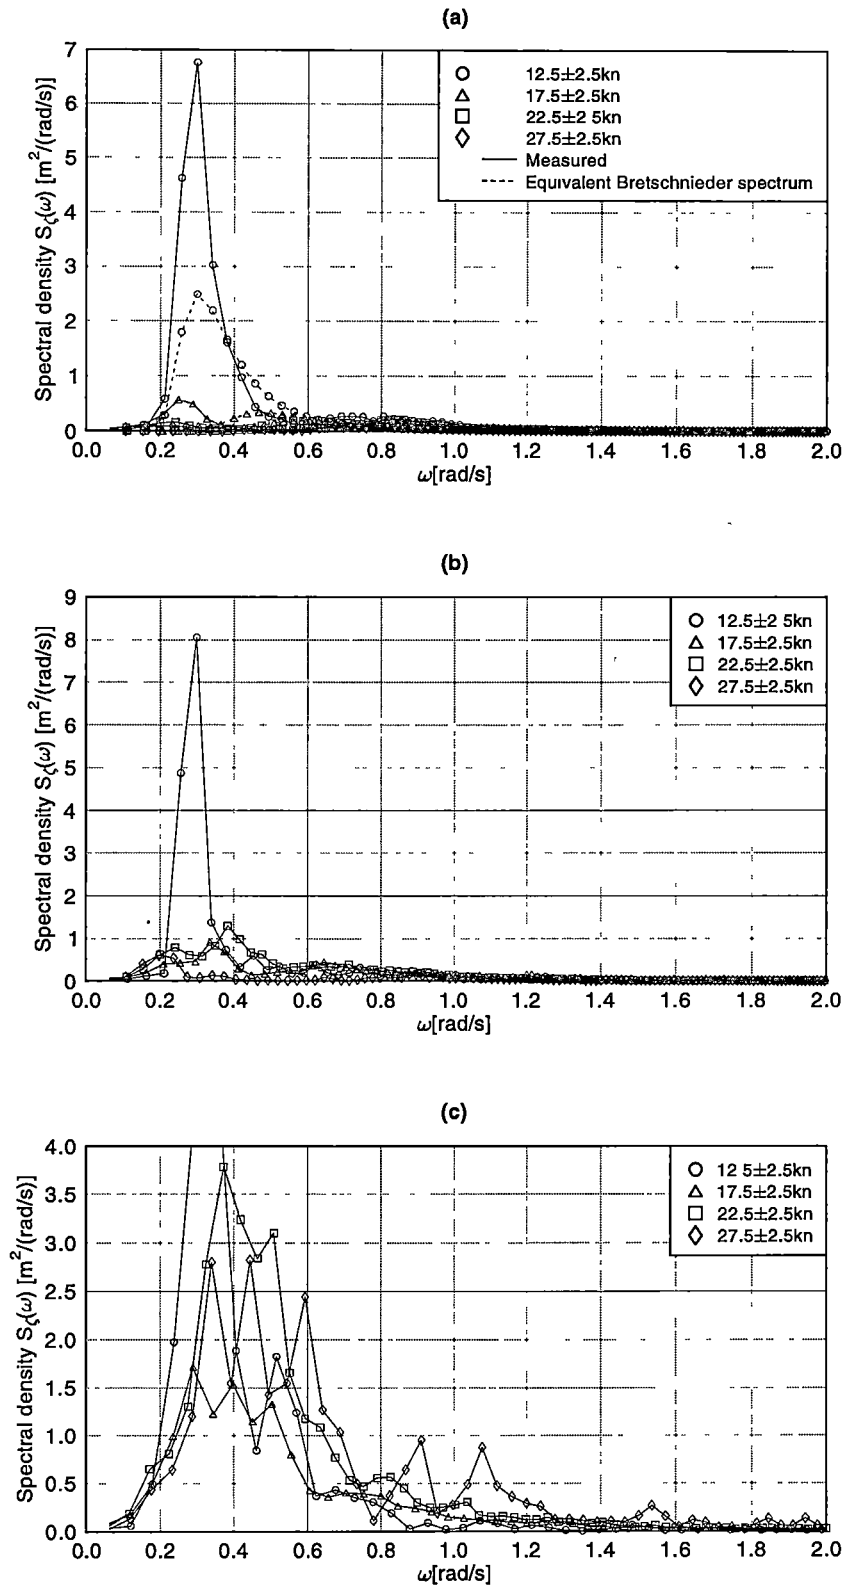 (a)
7
6
5
4
3
2
1
0
Spectral density Sζ(ω) [m²/(rad/s)]
12.5±2.5kn
17.5±2.5kn
22.5±2 5kn
27.5±2.5kn
Measured
Equivalent Bretschnieder spectrum
0.0 0.2 0.4 0.6 0.8 1.0 1.2 1.4 1.6 1.8 2.0
ω[rad/s]
(b)
9
8
7
6
5
4
3
2
1
0
Spectral density Sζ(ω) [m²/(rad/s)]
12.5±2 5kn
17.5±2.5kn
22.5±2.5kn
27.5±2.5kn
0.0 0.2 0.4 0.6 0.8 1.0 1.2 1.4 1.6 1.8 2.0
ω[rad/s]
(c)
4.0
3.5
3.0
2.5
2.0
1.5
1.0
0.5
0.0
Spectral density Sζ(ω) [m²/(rad/s)]
12 5±2.5kn
17.5±2.5kn
22.5±2.5kn
27.5±2.5kn
0.0 0.2 0.4 0.6 0.8 1.0 1.2 1.4 1.6 1.8 2.0
ω[rad/s]